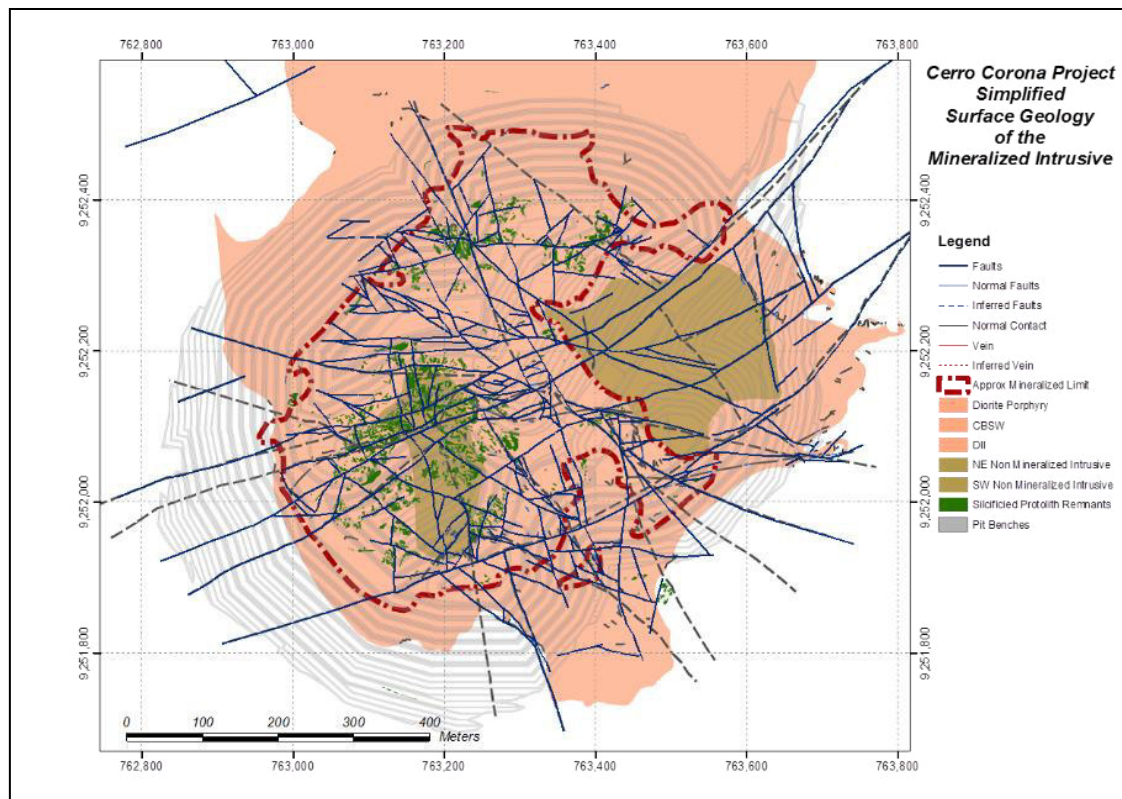 762,800 763,000 763,200 763,400 763,600 763,800
Cerro Corona Project
Simplified
Surface Geology
of the
Mineralized Intrusive
9,252,400
9,252,200
9,252,000
9,251,800
9,252,400
9,252,200
9,252,000
9,251,800
Legend
Faults
Normal Faults
Inferred Faults
Normal Contact
Vein
Inferred Vein
Approx Mineralized Limit
Diorite Porphyry
CBSW
DII
NE Non Mineralized Intrusive
SW Non Mineralized Intrusive
Silicified Protolith Remnants
Pit Benches
0 100 200 300 400
Meters
762,800 763,000 763,200 763,400 763,600 763,800